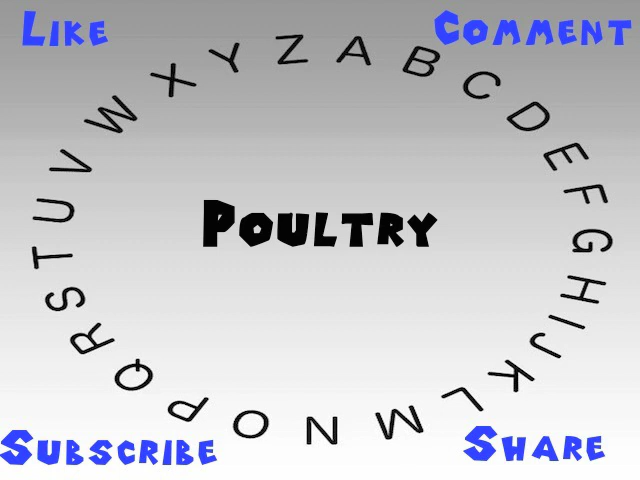 LIKE
COMMENT
A B C D E F G H I J K L M N O P Q R S T U V W X Y Z
POULTRY
SUBSCRIBE
SHARE